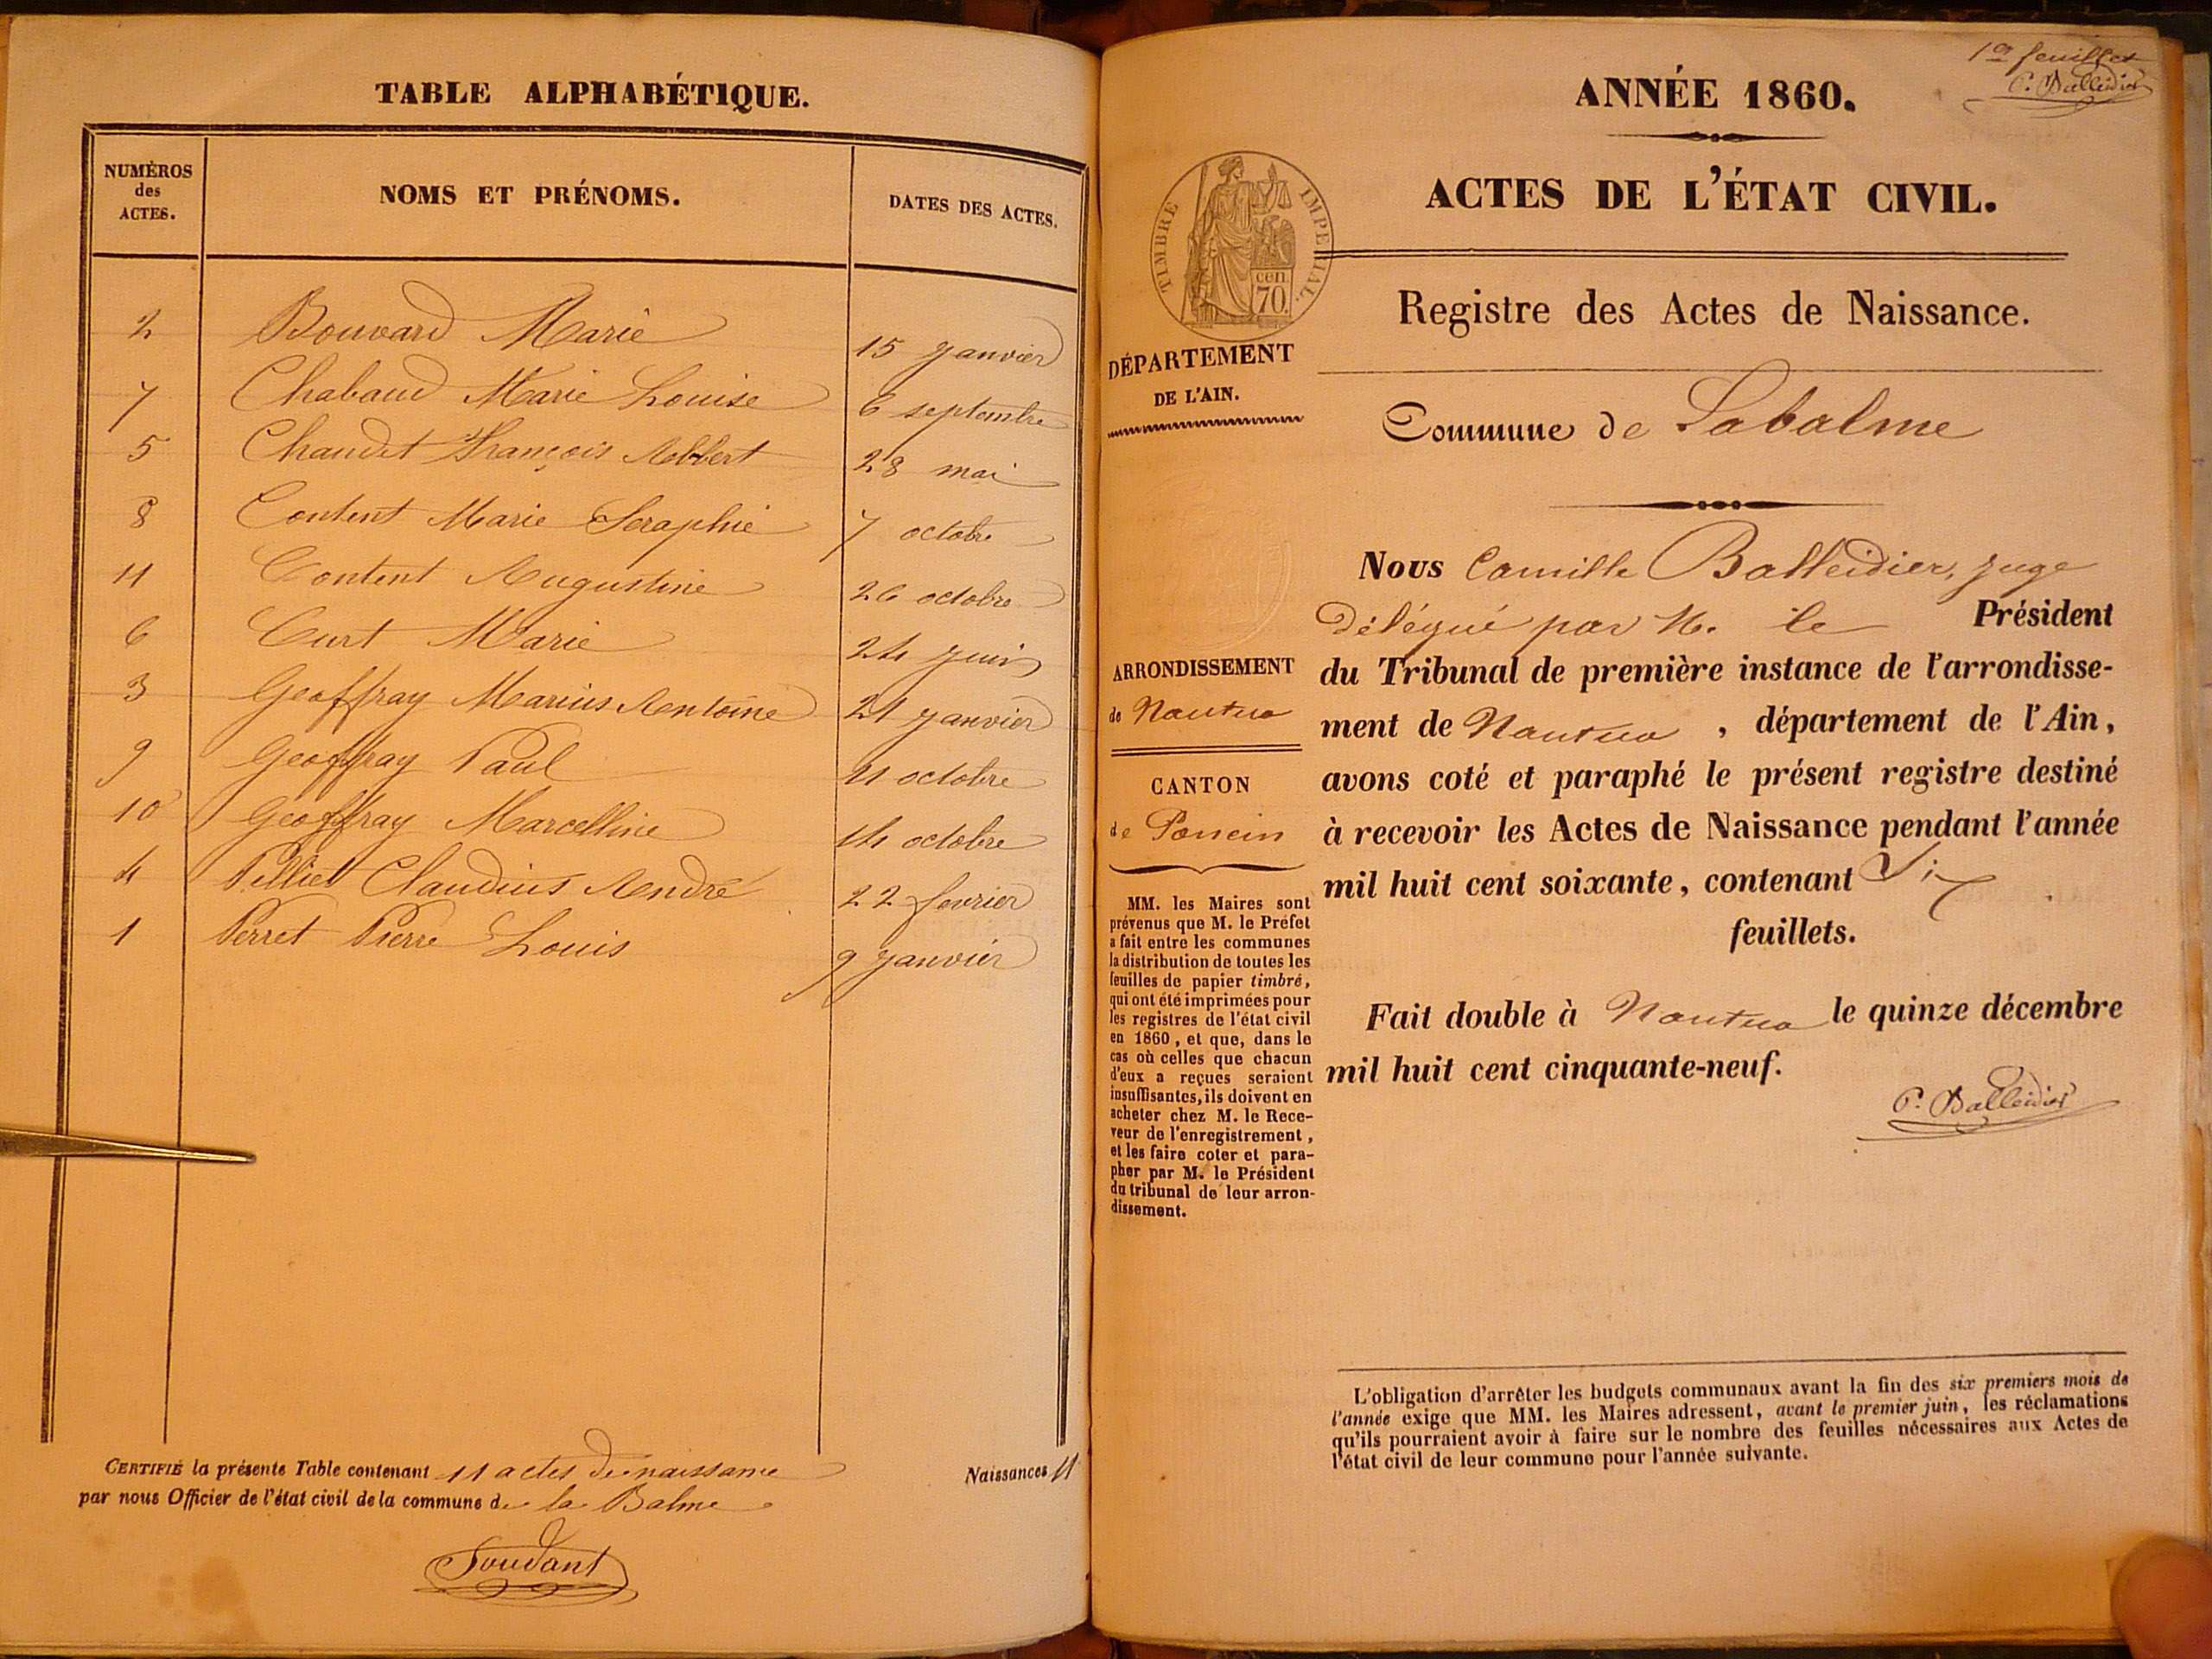 TABLE ALPHABÉTIQUE.
NUMÉROS
des
ACTES.
NOMS ET PRÉNOMS.
DATES DES ACTES.
2 Bouvard Marie 15 Janvier
7 Chabaud Marie Louise 6 septembre
5 Chaudet François Albert 28 mai
8 Content Marie Seraphie 7 octobre
11 Content Augustine 26 octobre
6 Curt Marie 24 Juin
3 Geoffray Marius Antoine 21 Janvier
9 Geoffray Paul 11 octobre
10 Geoffray Marcelline 14 octobre
4 Pilliet Claudius André 22 fevrier
1 Perret Pierre Louis 9 Janvier
CERTIFIÉ la présente Table contenant 11 actes de naissance
par nous Officier de l'état civil de la commune de la Balme
Naissances 11
Soudant
1er feuillet
C. Balleidier
ANNÉE 1860.
ACTES DE L'ÉTAT CIVIL.
TIMBRE IMPERIAL.
cen.
70.
Registre des Actes de Naissance.
DÉPARTEMENT
DE L'AIN.
Commune de Labalme
Nous Camille Balleidier, Juge
Délégué par M. le Président
du Tribunal de première instance de l'arrondisse-
ment de Nantua, département de l'Ain,
avons coté et paraphé le présent registre destiné
à recevoir les Actes de Naissance pendant l'année
mil huit cent soixante, contenant Six
feuillets.
Fait double à Nantua le quinze décembre
mil huit cent cinquante-neuf.
C. Balleidier
ARRONDISSEMENT
de Nantua
CANTON
de Poncin
MM. les Maires sont
prévenus que M. le Préfet
a fait entre les communes
la distribution de toutes les
feuilles de papier timbré,
qui ont été imprimées pour
les registres de l'état civil
en 1860, et que, dans le
cas où celles que chacun
d'eux a reçues seraient
insuffisantes, ils doivent en
acheter chez M. le Rece-
veur de l'enregistrement,
et les faire coter et para-
pher par M. le Président
du tribunal de leur arron-
dissement.
L'obligation d'arrêter les budgets communaux avant la fin des six premiers mois de
l'année exige que MM. les Maires adressent, avant le premier juin, les réclamations
qu'ils pourraient avoir à faire sur le nombre des feuilles nécessaires aux Actes de
l'état civil de leur commune pour l'année suivante.